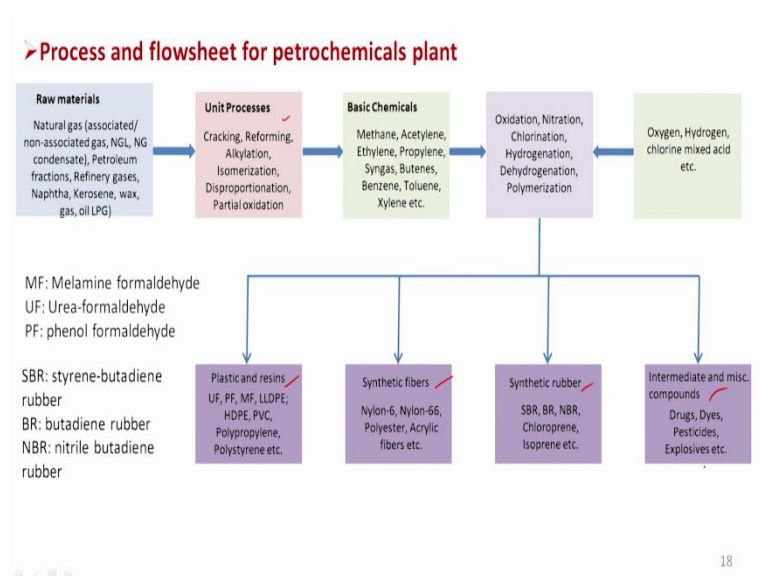 ➢Process and flowsheet for petrochemicals plant
Raw materials
Natural gas (associated/
non-associated gas, NGL, NG
condensate), Petroleum
fractions, Refinery gases,
Naphtha, Kerosene, wax,
gas, oil LPG)
Unit Processes
Cracking, Reforming,
Alkylation,
Isomerization,
Disproportionation,
Partial oxidation
Basic Chemicals
Methane, Acetylene,
Ethylene, Propylene,
Syngas, Butenes,
Benzene, Toluene,
Xylene etc.
Oxidation, Nitration,
Chlorination,
Hydrogenation,
Dehydrogenation,
Polymerization
Oxygen, Hydrogen,
chlorine mixed acid
etc.
MF: Melamine formaldehyde
UF: Urea-formaldehyde
PF: phenol formaldehyde
SBR: styrene-butadiene
rubber
BR: butadiene rubber
NBR: nitrile butadiene
rubber
Plastic and resins
UF, PF, MF, LLDPE;
HDPE, PVC,
Polypropylene,
Polystyrene etc.
Synthetic fibers
Nylon-6, Nylon-66,
Polyester, Acrylic
fibers etc.
Synthetic rubber
SBR, BR, NBR,
Chloroprene,
Isoprene etc.
Intermediate and misc.
compounds
Drugs, Dyes,
Pesticides,
Explosives etc.
18